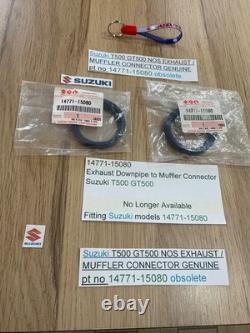 Suzuki T500 GT500 NOS EXHAUST /
MUFFLER CONNECTOR GENUINE
pt no 14771-15080 obsolete
SUZUKI
14771-15080
1
14771-15080
1
14771-15080
Exhaust Downpipe to Muffler Connector
Suzuki T500 GT500
No Longer Available
Fitting Suzuki models 14771-15080
SUZUKI
Suzuki T500 GT500 NOS EXHAUST /
MUFFLER CONNECTOR GENUINE
pt no 14771-15080 obsolete